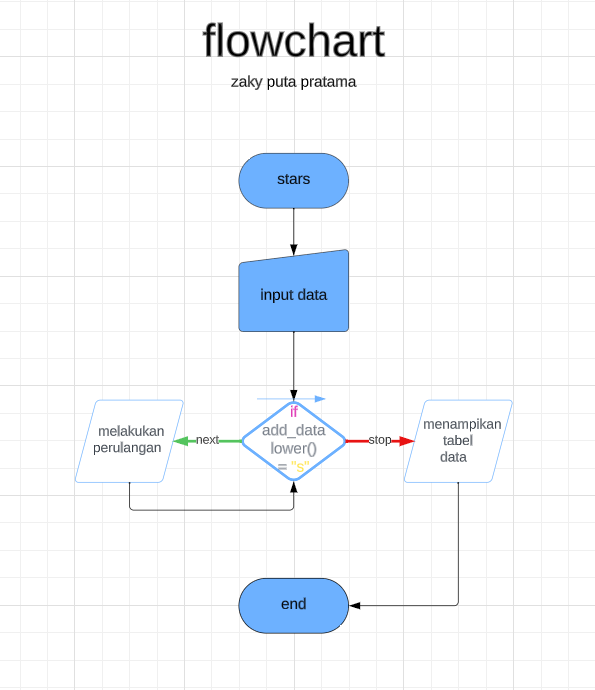 flowchart
zaky puta pratama
stars
input data
if
add_data
lower()
= "s"
next
stop
melakukan
perulangan
menampikan
tabel
data
end